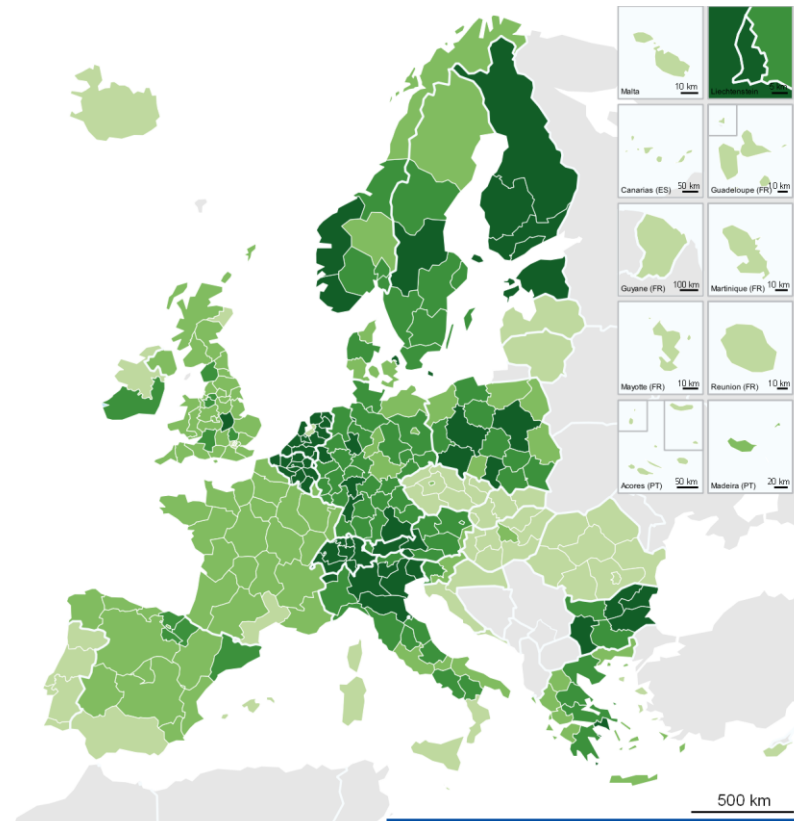 Malta
10 km
Liechtenstein
5 km
Canarias (ES)
50 km
Guadeloupe (FR)
10 km
Guyane (FR)
100 km
Martinique (FR)
10 km
Mayotte (FR)
10 km
Reunion (FR)
10 km
Acores (PT)
50 km
Madeira (PT)
20 km
500 km